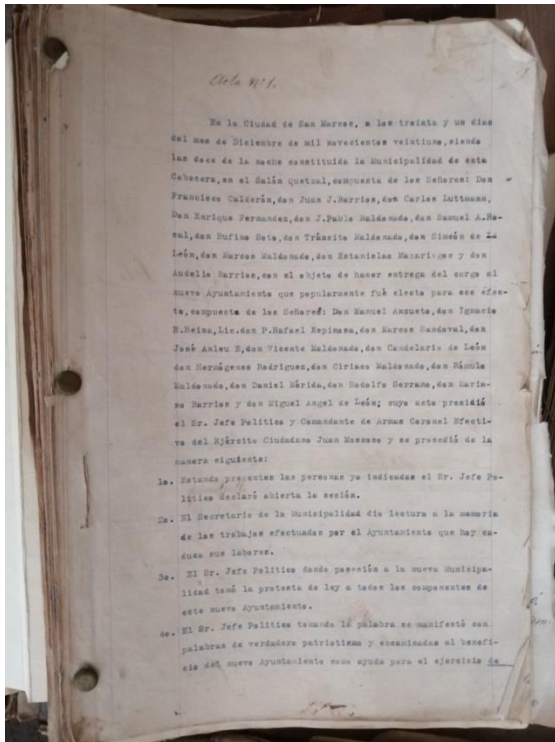 Acta Nº 1.
En la Ciudad de San Marcos, a los treinta y un dias
del mes de Diciembre de mil novecientos veintiuno, siendo
las doce de la noche constituida la Municipalidad de esta
Cabecera, en el Salón Quetzal, compuesta de los Señores: Don
Francisco Calderón, don Juan J. Barrios, don Carlos Luttmann,
Don Enrique Fernandez, don J. Pablo Maldonado, don Samuel A. Ro-
sal, don Rufino Soto, don Tránsito Maldonado, don Simeón de
León, don Marcos Maldonado, don Estanislao Mazariegos y don
Audelio Barrios, con el objeto de hacer entrega del cargo al
nuevo Ayuntamiento que popularmente fué electo para ese efec-
to, compuesto de los Señores: Don Manuel Anzueto, don Ignacio
R. Reina, Lic. don P. Rafael Espinoza, don Marcos Sandoval, don
José Anleu E, don Vicente Maldonado, don Candelario de León
don Hermógenes Rodriguez, don Ciriaco Maldonado, don Rómulo
Maldonado, don Daniel Mérida, don Rodolfo Serrano, don Maria-
no Barrios y don Miguel Angel de León; cuyo acto presidió
el Sr. Jefe Político y Comandante de Armas Coronel Efecti-
vo del Ejército Ciudadano Juan Moscoso y se procedió de la
manera siguiente:
1o. Estando presentes las personas ya indicadas el Sr. Jefe Po-
lítico declaró abierta la sesión.
2o. El Secretario de la Municipalidad dio lectura a la memoria
de los trabajos efectuados por el Ayuntamiento que hoy ca-
duca sus labores.
3o. El Sr. Jefe Político dando posesión a la nueva Municipa-
lidad tomó la protesta de ley a todos los componentes de
este nuevo Ayuntamiento.
4o. El Sr. Jefe Político tomando la palabra se manifestó con
palabras de verdadero patriotismo y encaminadas al benefi-
cio del nuevo Ayuntamiento como ayuda para el ejercicio de